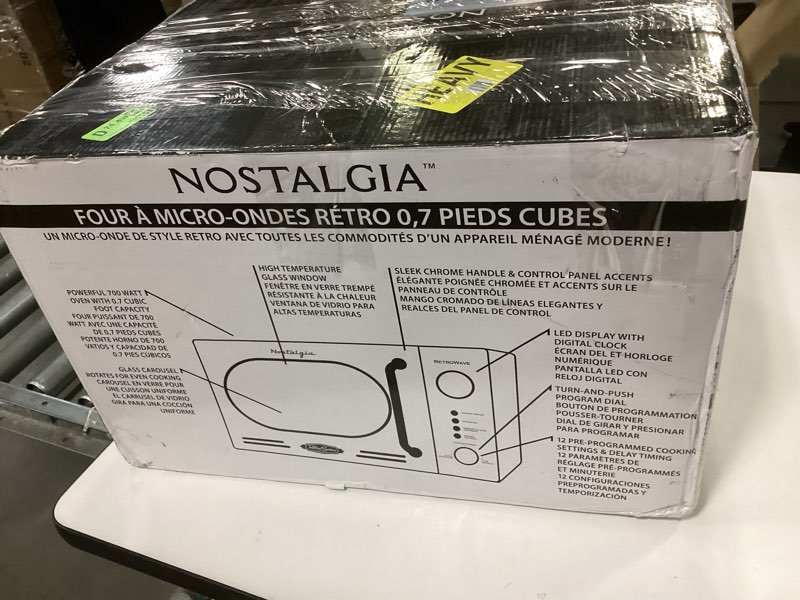 HEAVY
NOSTALGIA™
FOUR À MICRO-ONDES RÉTRO 0,7 PIEDS CUBES
UN MICRO-ONDE DE STYLE RETRO AVEC TOUTES LES COMMODITÉS D'UN APPAREIL MÉNAGÉ MODERNE!
POWERFUL 700 WATT
OVEN WITH 0.7 CUBIC
FOOT CAPACITY
FOUR PUISSANT DE 700
WATT AVEC UNE CAPACITÉ
DE 0,7 PIEDS CUBES
POTENTE HORNO DE 700
VATIOS Y CAPACIDAD DE
0.7 PIES CÚBICOS
GLASS CAROUSEL
ROTATES FOR EVEN COOKING
CAROUSEL EN VERRE POUR
UNE CUISSON UNIFORME
EL CARRUSEL DE VIDRIO
GIRA PARA UNA COCCIÓN
UNIFORME
HIGH TEMPERATURE
GLASS WINDOW
FENÊTRE EN VERRE TREMPÉ
RÉSISTANTE À LA CHALEUR
VENTANA DE VIDRIO PARA
ALTAS TEMPERATURAS
SLEEK CHROME HANDLE & CONTROL PANEL ACCENTS
ÉLÉGANTE POIGNÉE CHROMÉE ET ACCENTS SUR LE
PANNEAU DE CONTRÔLE
MANGO CROMADO DE LÍNEAS ELEGANTES Y
REALCES DEL PANEL DE CONTROL
Nostalgia
RETROWAVE
LED DISPLAY WITH
DIGITAL CLOCK
ÉCRAN DEL ET HORLOGE
NUMÉRIQUE
PANTALLA LED CON
RELOJ DIGITAL
TURN-AND-PUSH
PROGRAM DIAL
BOUTON DE PROGRAMMATION
POUSSER-TOURNER
DIAL DE GIRAR Y PRESIONAR
PARA PROGRAMAR
12 PRE-PROGRAMMED COOKING
SETTINGS & DELAY TIMING
12 PARAMÈTRES DE
RÉGLAGE PRÉ-PROGRAMMÉS
ET MINUTERIE
12 CONFIGURACIONES
PREPROGRAMADAS Y
TEMPORIZACIÓN